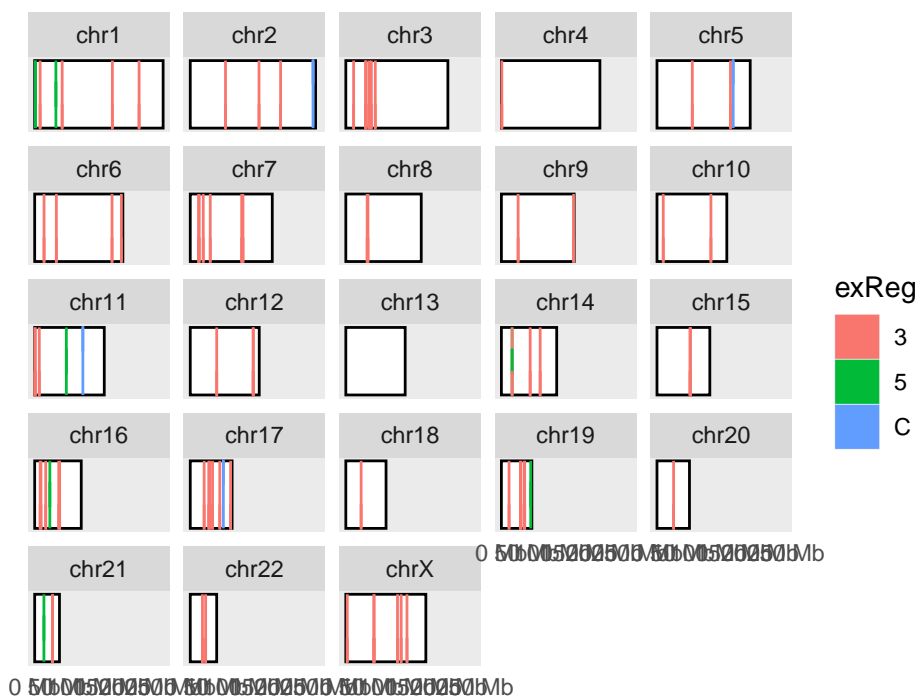 chr1 chr2 chr3 chr4 chr5
chr6 chr7 chr8 chr9 chr10
exReg
3
5
C
chr11 chr12 chr13 chr14 chr15
chr16 chr17 chr18 chr19 chr20
chr21 chr22 chrX